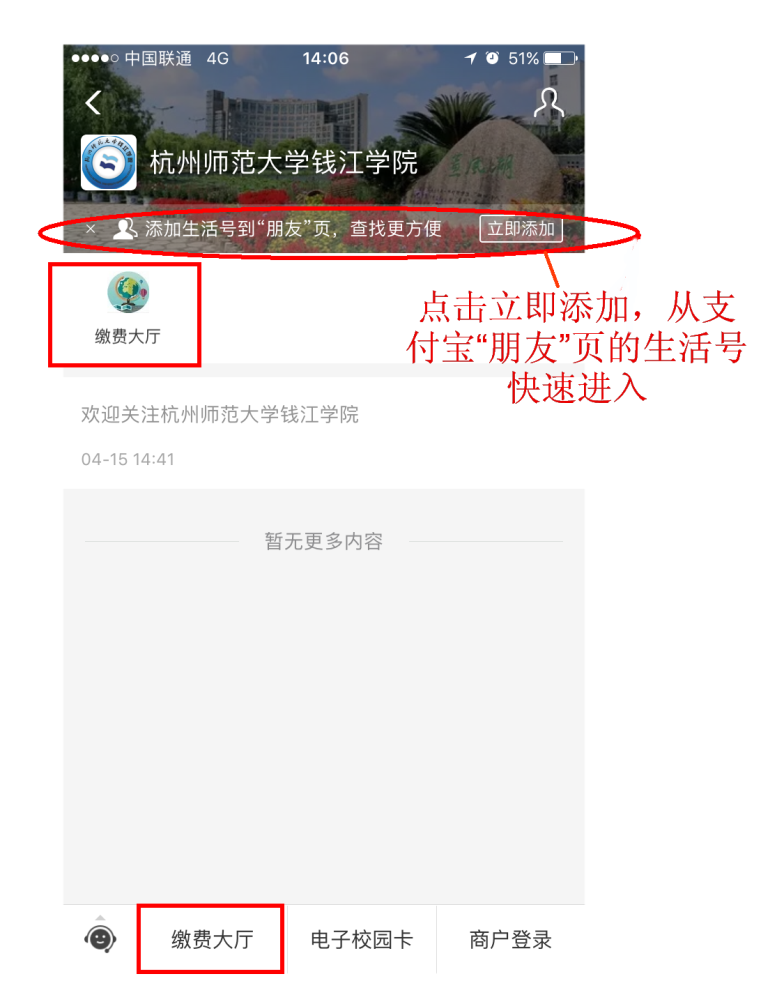 中国联通 4G 14:06 51%
杭州师范大学钱江学院
× 添加生活号到“朋友”页，查找更方便 立即添加
缴费大厅
点击立即添加，从支
付宝“朋友”页的生活号
快速进入
欢迎关注杭州师范大学钱江学院
04-15 14:41
暂无更多内容
缴费大厅 电子校园卡 商户登录